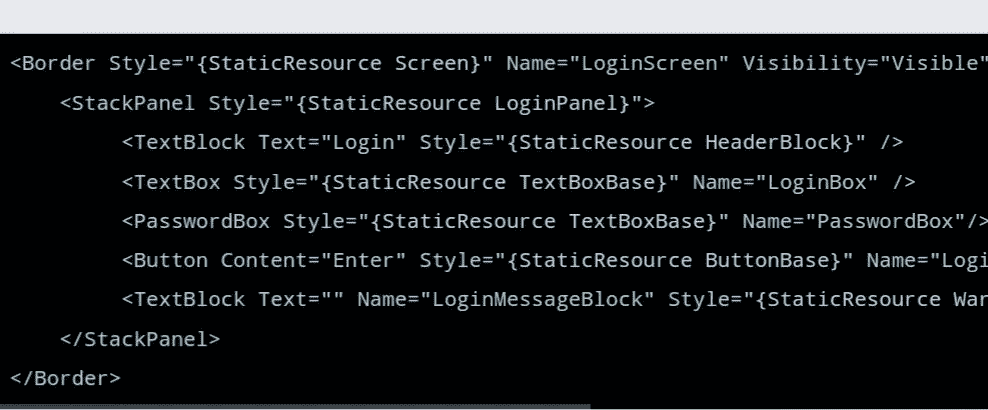 <Border Style="{StaticResource Screen}" Name="LoginScreen" Visibility="Visible"
<StackPanel Style="{StaticResource LoginPanel}">
<TextBlock Text="Login" Style="{StaticResource HeaderBlock}" />
<TextBox Style="{StaticResource TextBoxBase}" Name="LoginBox" />
<PasswordBox Style="{StaticResource TextBoxBase}" Name="PasswordBox"/>
<Button Content="Enter" Style="{StaticResource ButtonBase}" Name="Logi
<TextBlock Text="" Name="LoginMessageBlock" Style="{StaticResource War
</StackPanel>
</Border>